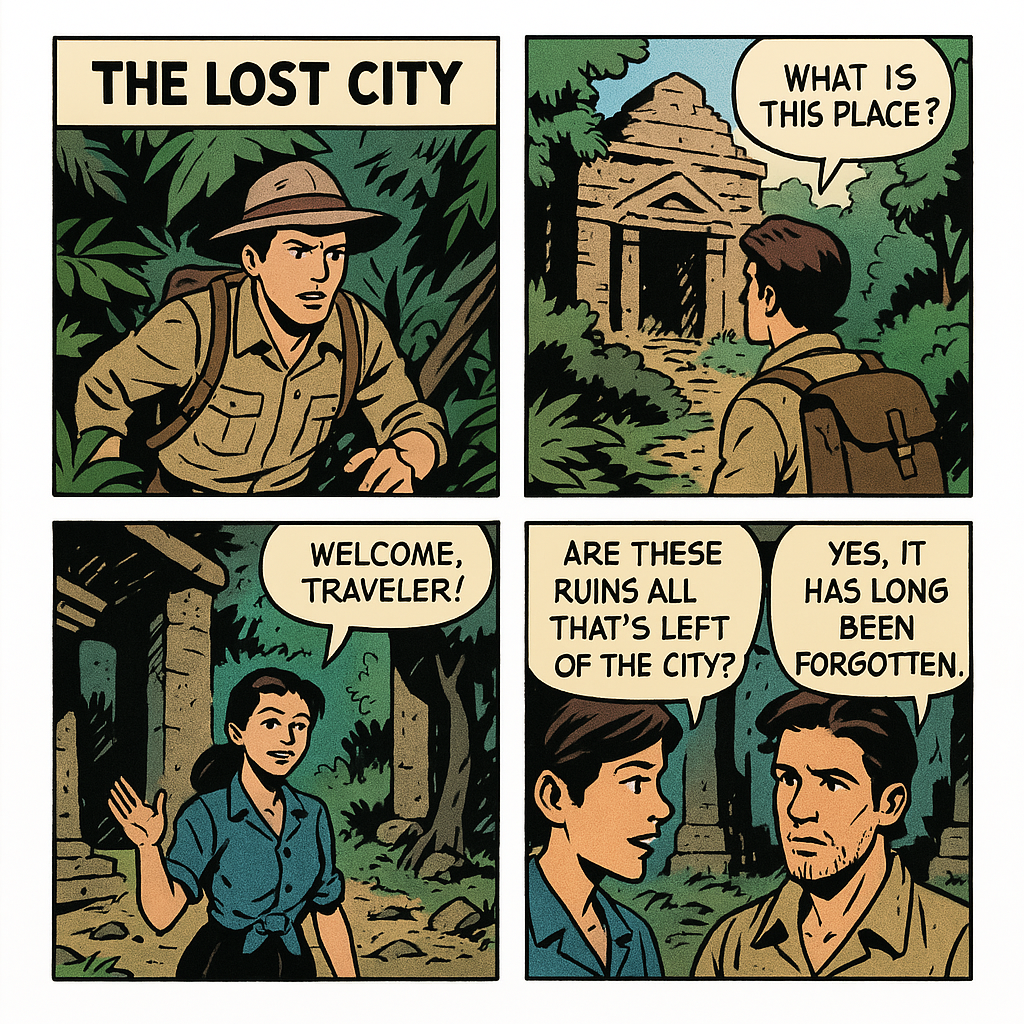 THE LOST CITY
WHAT IS
THIS PLACE?
WELCOME,
TRAVELER!
ARE THESE
RUINS ALL
THAT'S LEFT
OF THE CITY?
YES, IT
HAS LONG
BEEN
FORGOTTEN.